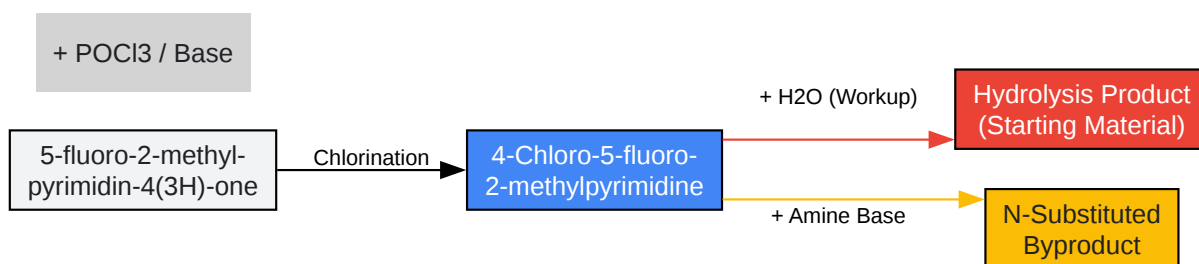 + POCl3 / Base
5-fluoro-2-methyl-
pyrimidin-4(3H)-one
Chlorination
4-Chloro-5-fluoro-
2-methylpyrimidine
+ H2O (Workup)
Hydrolysis Product
(Starting Material)
+ Amine Base
N-Substituted
Byproduct